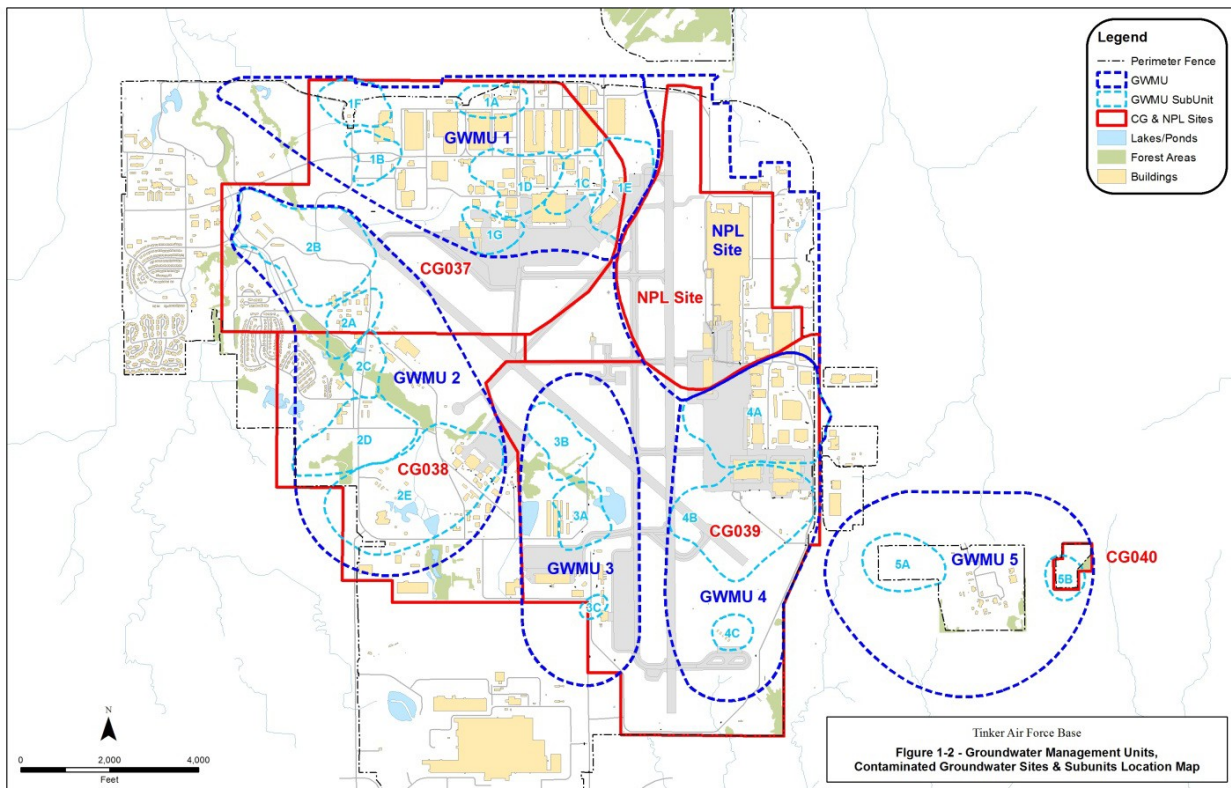 Legend
Perimeter Fence
GWMU
GWMU SubUnit
CG & NPL Sites
Lakes/Ponds
Forest Areas
Buildings
1F
1A
GWMU 1
1B
1D
1C
1E
1G
2B
CG037
NPL
Site
NPL Site
2A
2C
GWMU 2
2D
CG038
2E
3B
3A
GWMU 3
3C
4A
4B
CG039
GWMU 4
4C
5A
GWMU 5
5B
CG040
N
0
2,000
4,000
Feet
Tinker Air Force Base
Figure 1-2 - Groundwater Management Units,
Contaminated Groundwater Sites & Subunits Location Map